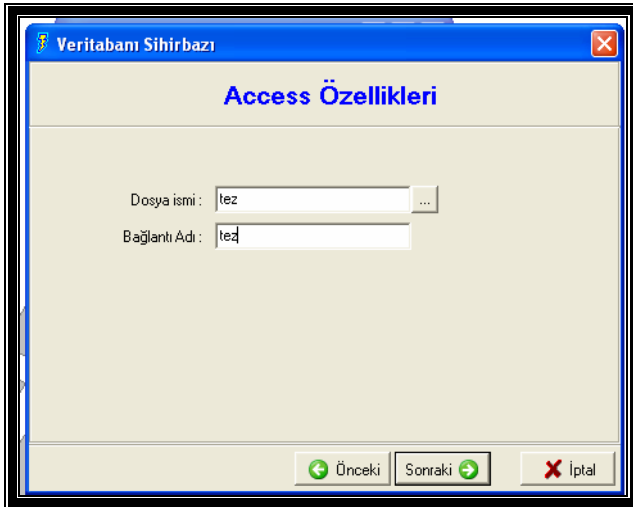 Veritabanı Sihirbazı
Access Özellikleri
Dosya ismi : tez ...
Bağlantı Adı : tez
Önceki Sonraki İptal